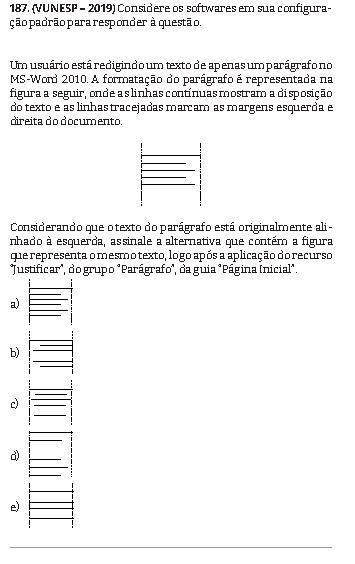 187. (VUNESP – 2019) Considere os softwares em sua configura-
ção padrão para responder à questão.
Um usuário está redigindo um texto de apenas um parágrafo no
MS-Word 2010. A formatação do parágrafo é representada na
figura a seguir, onde as linhas contínuas mostram a disposição
do texto e as linhas tracejadas marcam as margens esquerda e
direita do documento.
Considerando que o texto do parágrafo está originalmente ali-
nhado à esquerda, assinale a alternativa que contém a figura
que representa o mesmo texto, logo após a aplicação do recurso
"Justificar", do grupo "Parágrafo", da guia "Página Inicial".
a)
b)
c)
d)
e)